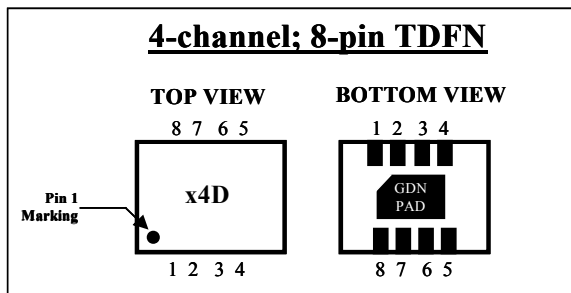 4-channel; 8-pin TDFN
TOP VIEW
8 7 6 5
x4D
Pin 1
Marking
1 2 3 4
BOTTOM VIEW
1 2 3 4
GDN
PAD
8 7 6 5